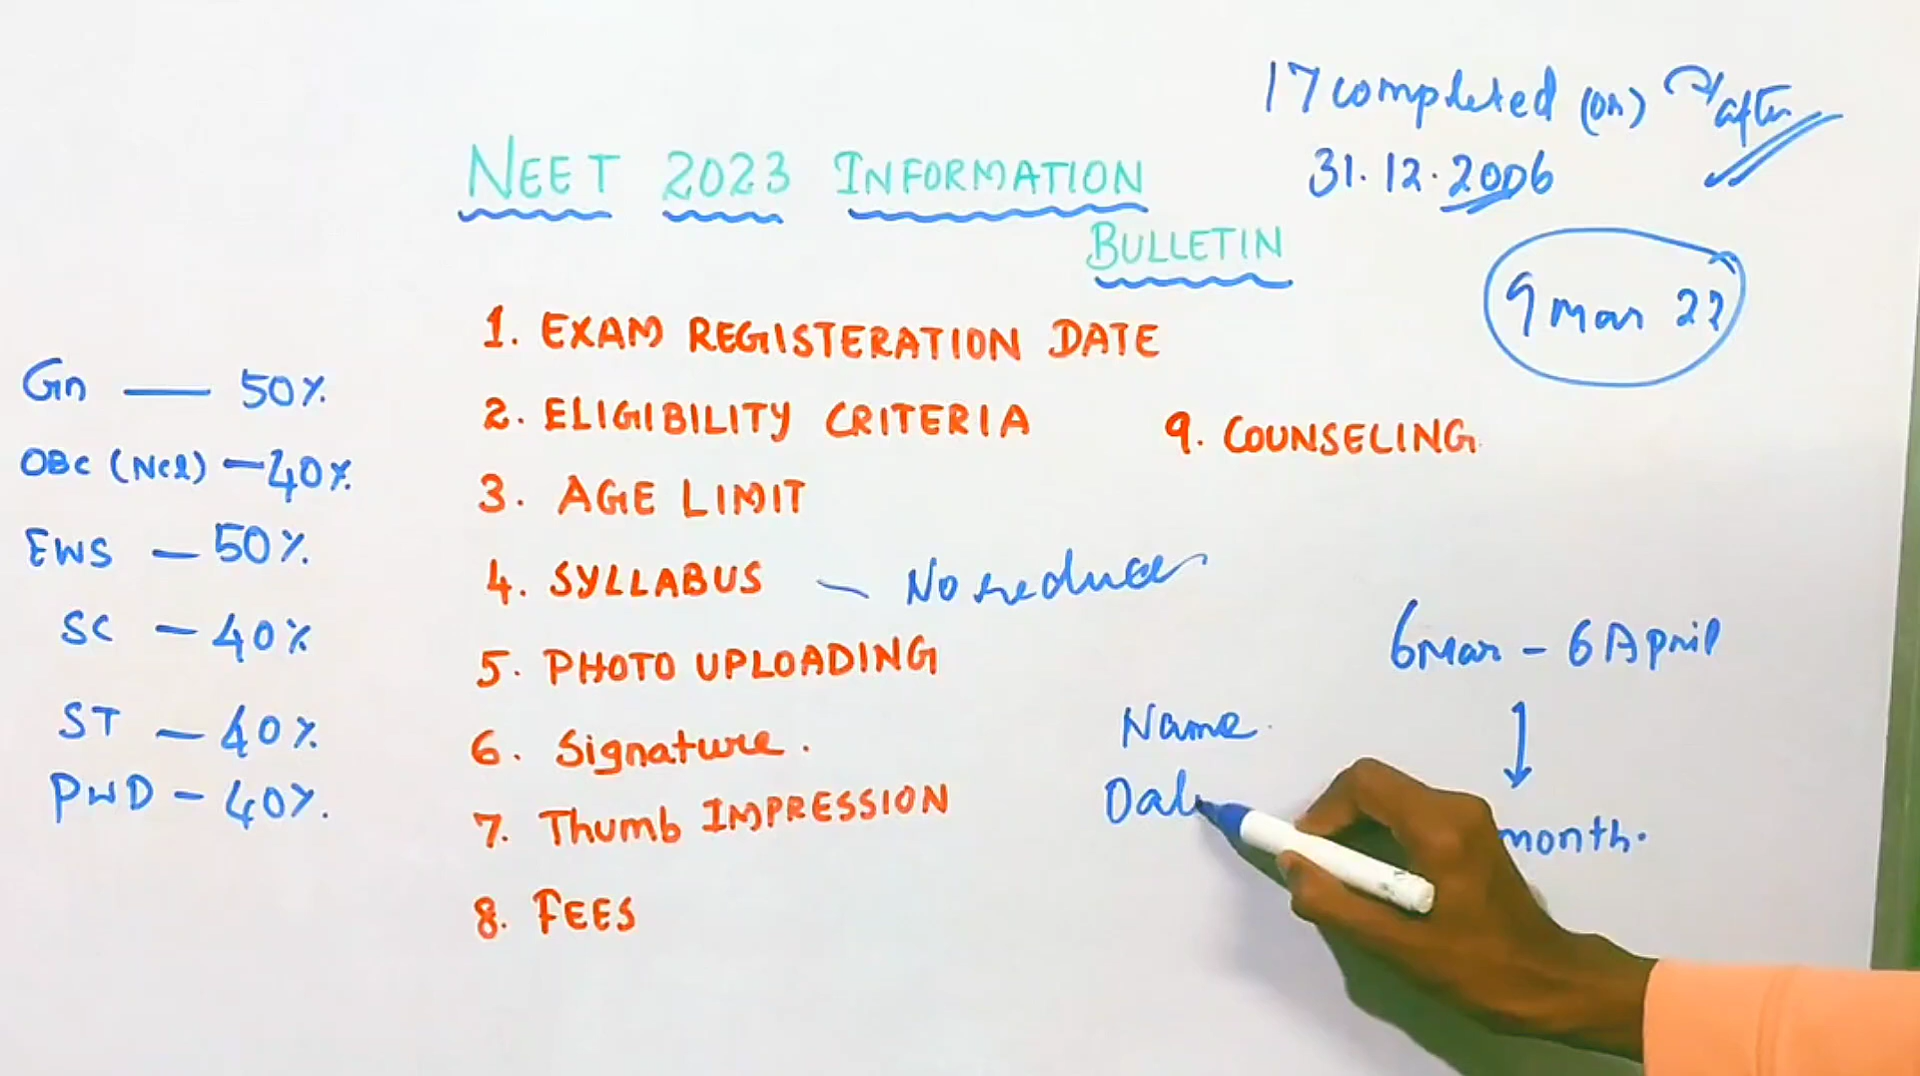 17 completed (on) after
31.12.2006
NEET 2023 INFORMATION
BULLETIN
9 Mar 22
1. EXAM REGISTERATION DATE
2. ELIGIBILITY CRITERIA
9. COUNSELING
3. AGE LIMIT
4. SYLLABUS – No reduce
5. PHOTO UPLOADING
6. Signature.
7. Thumb IMPRESSION
8. FEES
Gn — 50%
OBC (Ncl) – 40%
EWS – 50%
SC – 40%
ST – 40%
PWD – 40%.
6 Mar – 6 April
↓
month.
Name
Dat